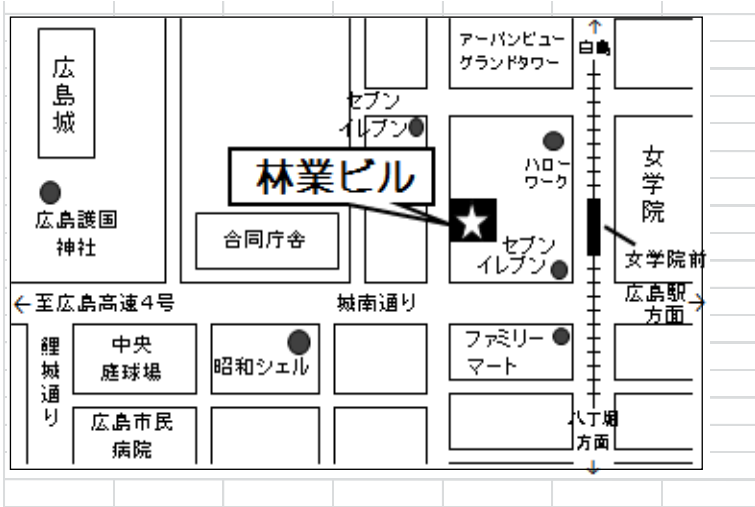 アーバンビュー
グランドタワー
↑
白島
広島城
セブン
イレブン
ハロー
ワーク
女学院
林業ビル
広島護国
神社
合同庁舎
セブン
イレブン
女学院前
←至広島高速4号
城南通り
広島駅→
方面
鯉城通り
中央
庭球場
昭和シェル
ファミリー
マート
広島市民
病院
八丁堀
方面
↓